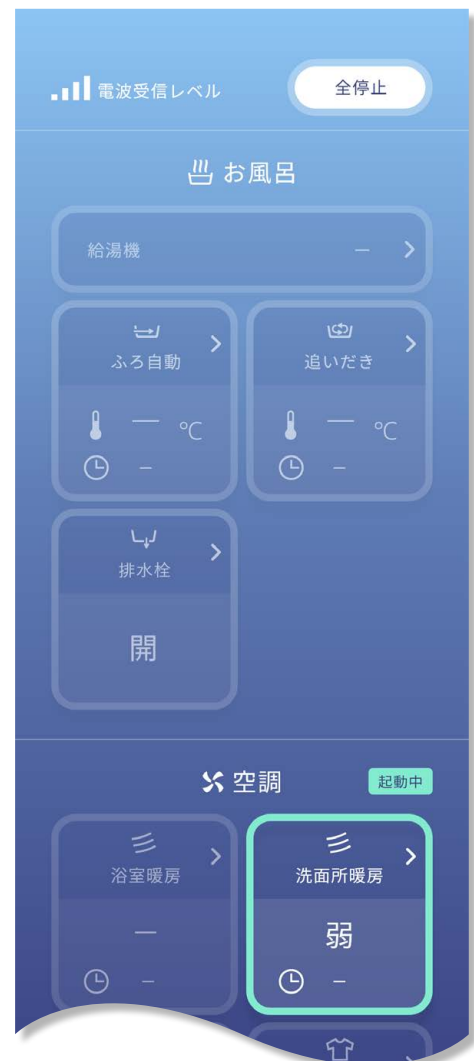 電波受信レベル
全停止
お風呂
給湯機 –
ふろ自動
— ℃
–
追いだき
— ℃
–
排水栓
開
空調
起動中
浴室暖房
—
–
洗面所暖房
弱
–